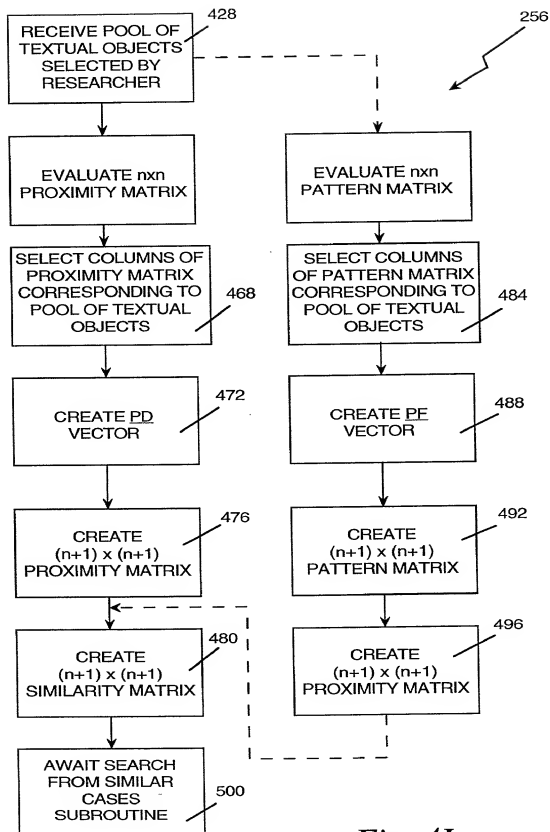 RECEIVE POOL OF
TEXTUAL OBJECTS
SELECTED BY
RESEARCHER
428
256
EVALUATE nxn
PROXIMITY MATRIX
EVALUATE nxn
PATTERN MATRIX
SELECT COLUMNS OF
PROXIMITY MATRIX
CORRESPONDING TO
POOL OF TEXTUAL
OBJECTS
468
SELECT COLUMNS
OF PATTERN MATRIX
CORRESPONDING TO
POOL OF TEXTUAL
OBJECTS
484
CREATE PD
VECTOR
472
CREATE PF
VECTOR
488
CREATE
(n+1) x (n+1)
PROXIMITY MATRIX
476
CREATE
(n+1) x (n+1)
PATTERN MATRIX
492
CREATE
(n+1) x (n+1)
SIMILARITY MATRIX
480
CREATE
(n+1) x (n+1)
PROXIMITY MATRIX
496
AWAIT SEARCH
FROM SIMILAR
CASES
SUBROUTINE
500